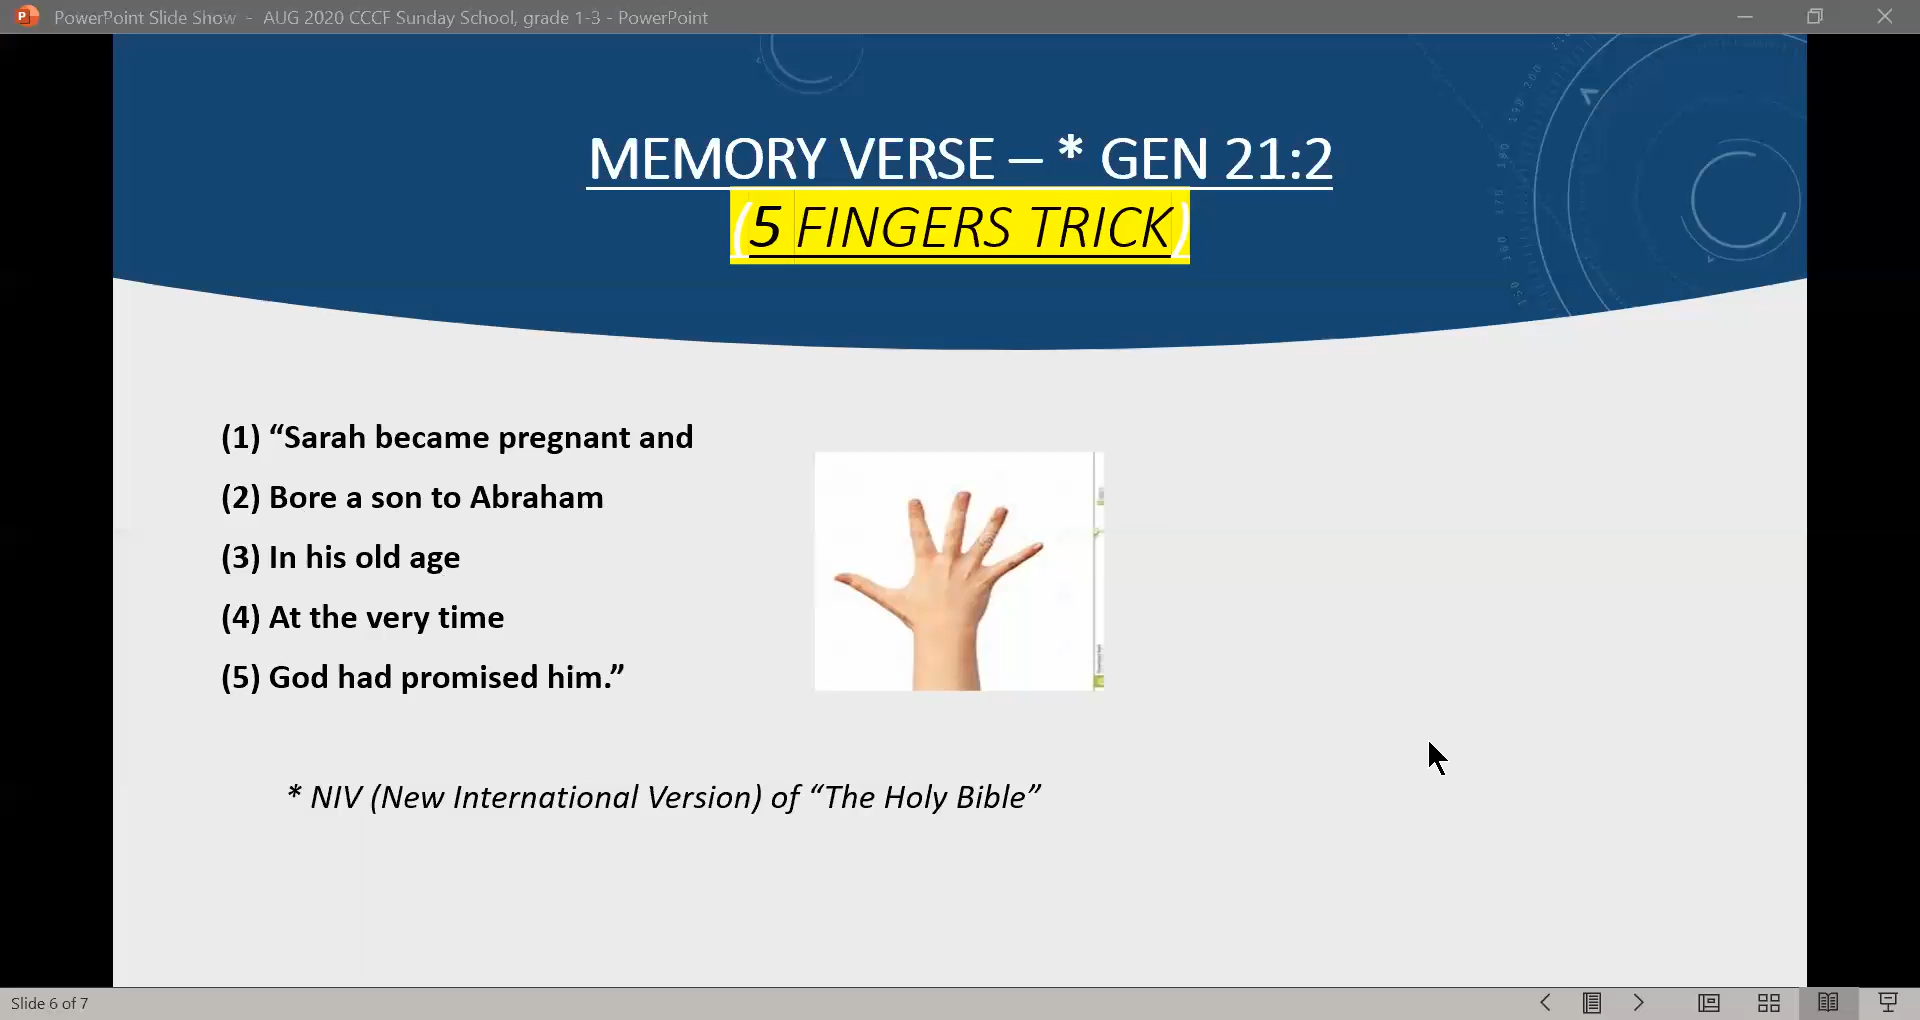 PowerPoint Slide Show - AUG 2020 CCCF Sunday School, grade 1-3 - PowerPoint
MEMORY VERSE – * GEN 21:2
(5 FINGERS TRICK)
(1) “Sarah became pregnant and
(2) Bore a son to Abraham
(3) In his old age
(4) At the very time
(5) God had promised him.”
* NIV (New International Version) of “The Holy Bible”
Slide 6 of 7